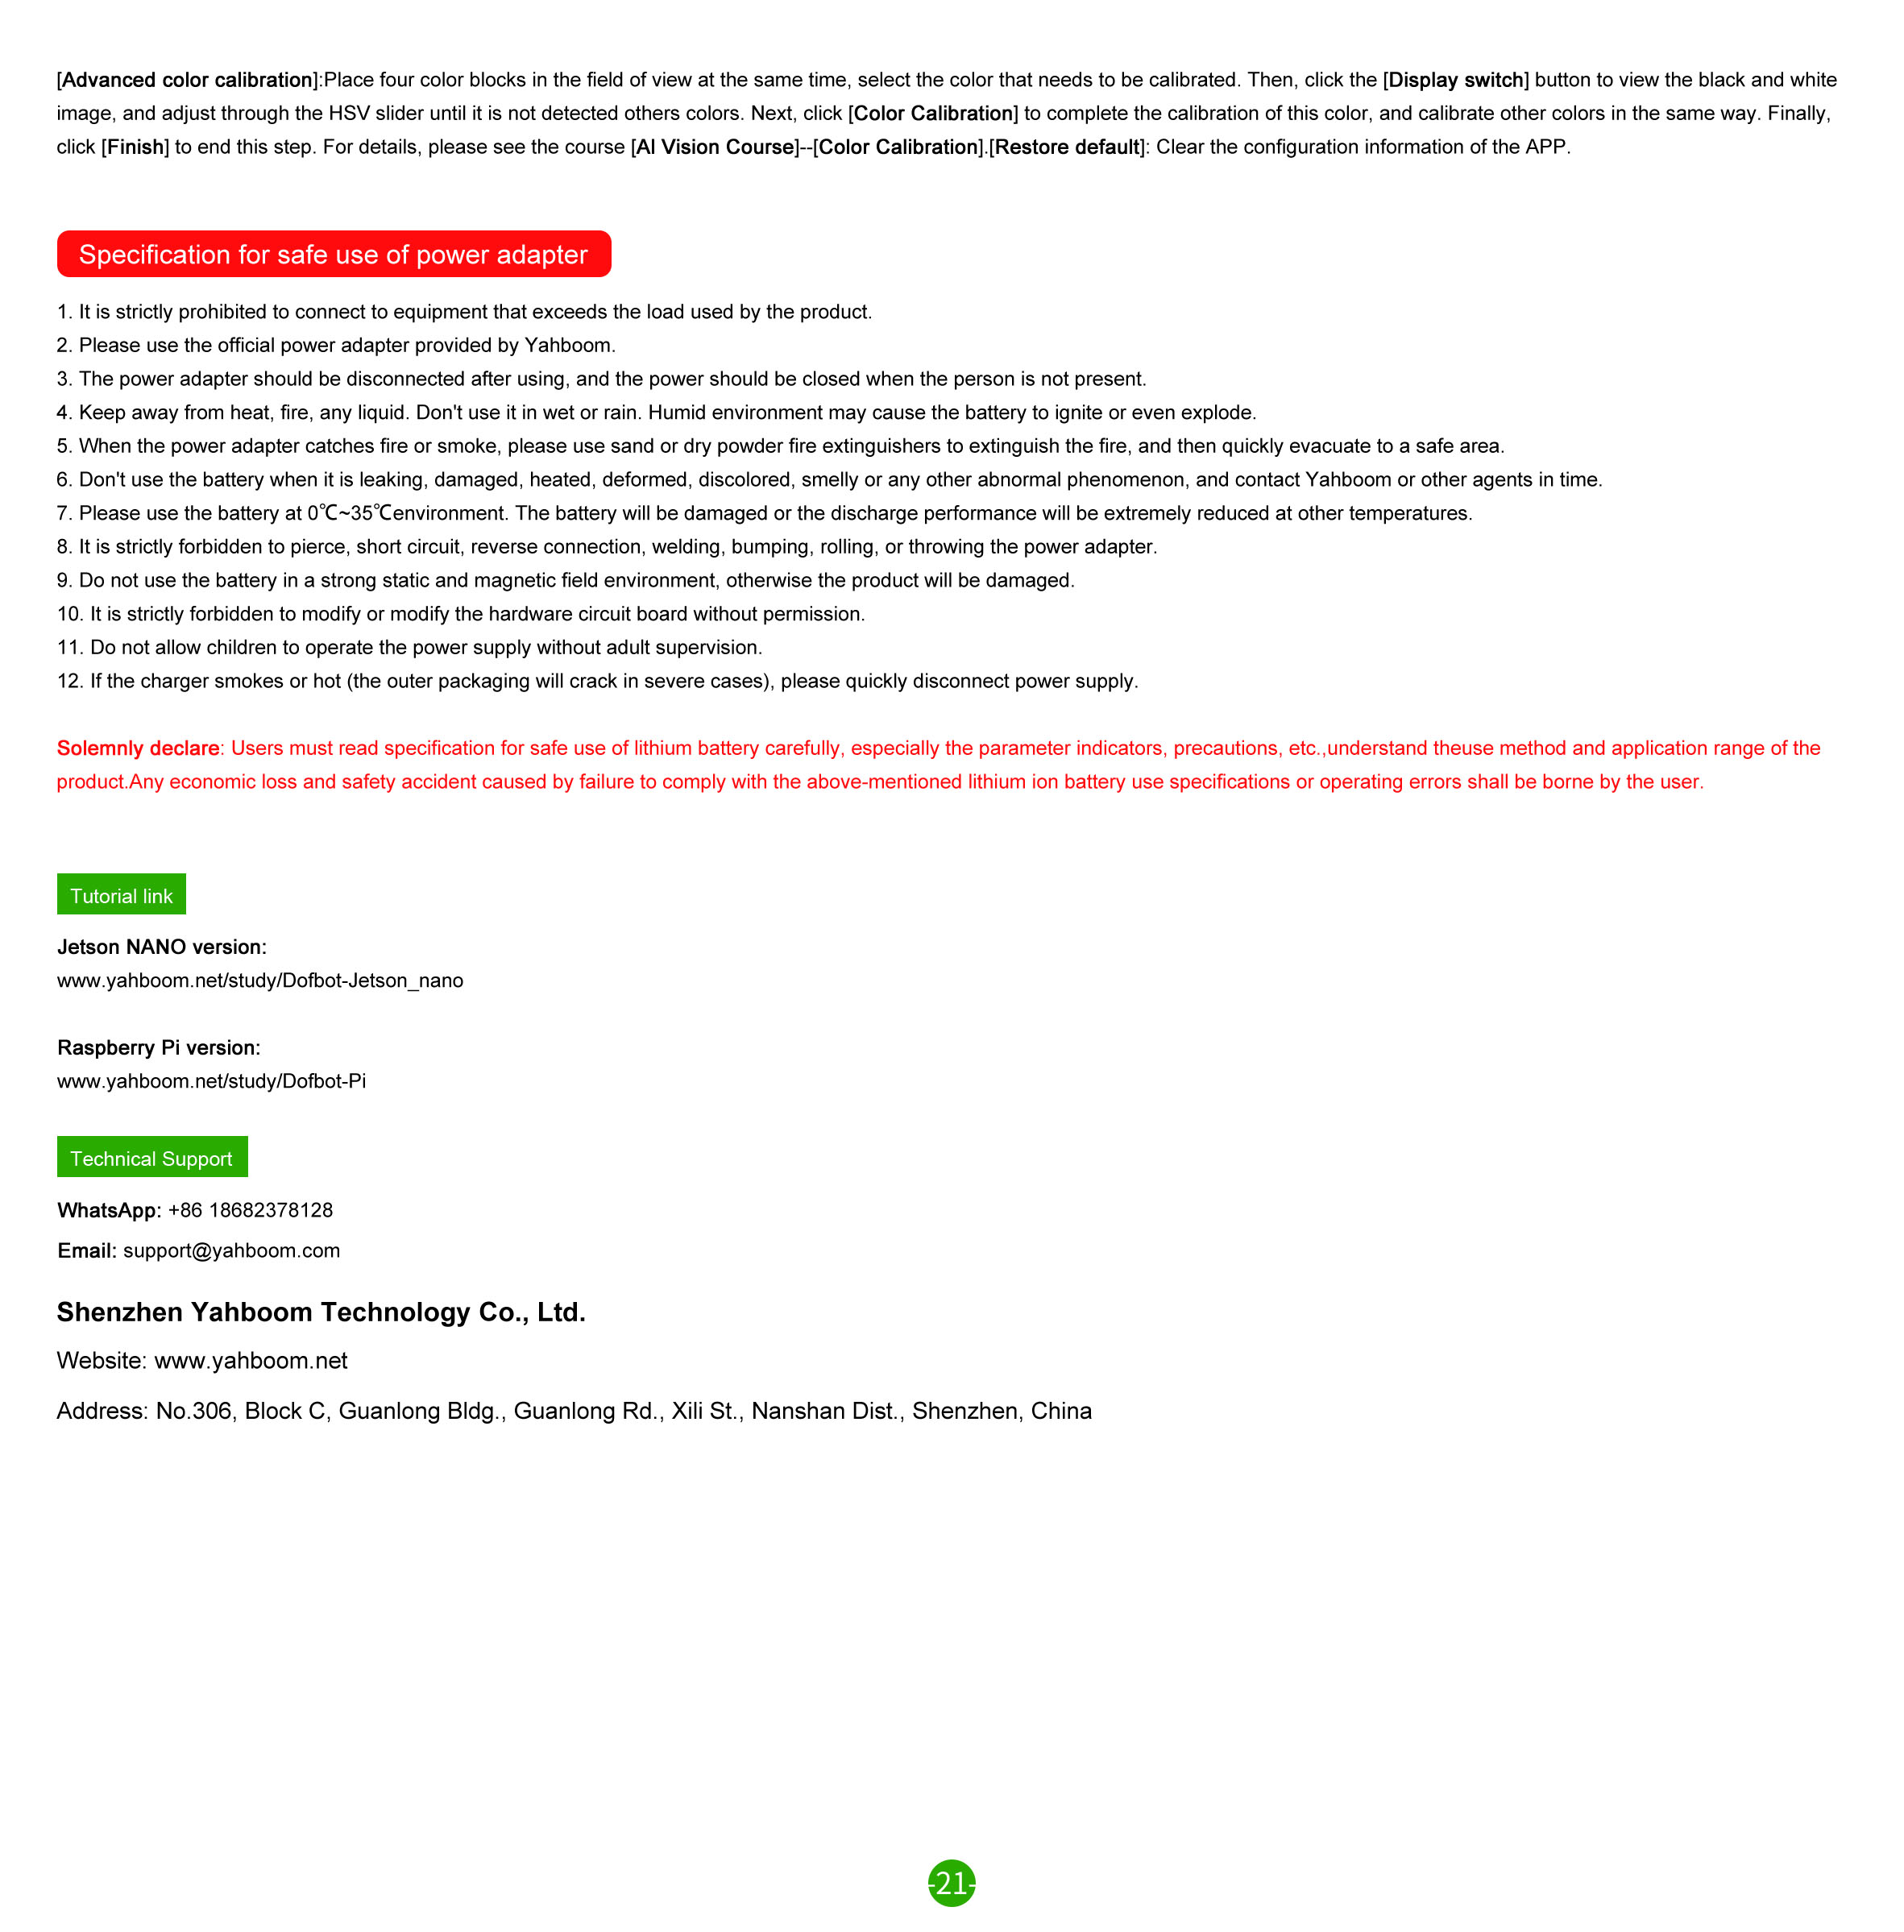 [Advanced color calibration]:Place four color blocks in the field of view at the same time, select the color that needs to be calibrated. Then, click the [Display switch] button to view the black and white
image, and adjust through the HSV slider until it is not detected others colors. Next, click [Color Calibration] to complete the calibration of this color, and calibrate other colors in the same way. Finally,
click [Finish] to end this step. For details, please see the course [AI Vision Course]--[Color Calibration].[Restore default]: Clear the configuration information of the APP.
Specification for safe use of power adapter
1. It is strictly prohibited to connect to equipment that exceeds the load used by the product.
2. Please use the official power adapter provided by Yahboom.
3. The power adapter should be disconnected after using, and the power should be closed when the person is not present.
4. Keep away from heat, fire, any liquid. Don't use it in wet or rain. Humid environment may cause the battery to ignite or even explode.
5. When the power adapter catches fire or smoke, please use sand or dry powder fire extinguishers to extinguish the fire, and then quickly evacuate to a safe area.
6. Don't use the battery when it is leaking, damaged, heated, deformed, discolored, smelly or any other abnormal phenomenon, and contact Yahboom or other agents in time.
7. Please use the battery at 0℃~35℃environment. The battery will be damaged or the discharge performance will be extremely reduced at other temperatures.
8. It is strictly forbidden to pierce, short circuit, reverse connection, welding, bumping, rolling, or throwing the power adapter.
9. Do not use the battery in a strong static and magnetic field environment, otherwise the product will be damaged.
10. It is strictly forbidden to modify or modify the hardware circuit board without permission.
11. Do not allow children to operate the power supply without adult supervision.
12. If the charger smokes or hot (the outer packaging will crack in severe cases), please quickly disconnect power supply.
Solemnly declare: Users must read specification for safe use of lithium battery carefully, especially the parameter indicators, precautions, etc.,understand theuse method and application range of the
product.Any economic loss and safety accident caused by failure to comply with the above-mentioned lithium ion battery use specifications or operating errors shall be borne by the user.
Tutorial link
Jetson NANO version:
www.yahboom.net/study/Dofbot-Jetson_nano
Raspberry Pi version:
www.yahboom.net/study/Dofbot-Pi
Technical Support
WhatsApp: +86 18682378128
Email: support@yahboom.com
Shenzhen Yahboom Technology Co., Ltd.
Website: www.yahboom.net
Address: No.306, Block C, Guanlong Bldg., Guanlong Rd., Xili St., Nanshan Dist., Shenzhen, China
-21-